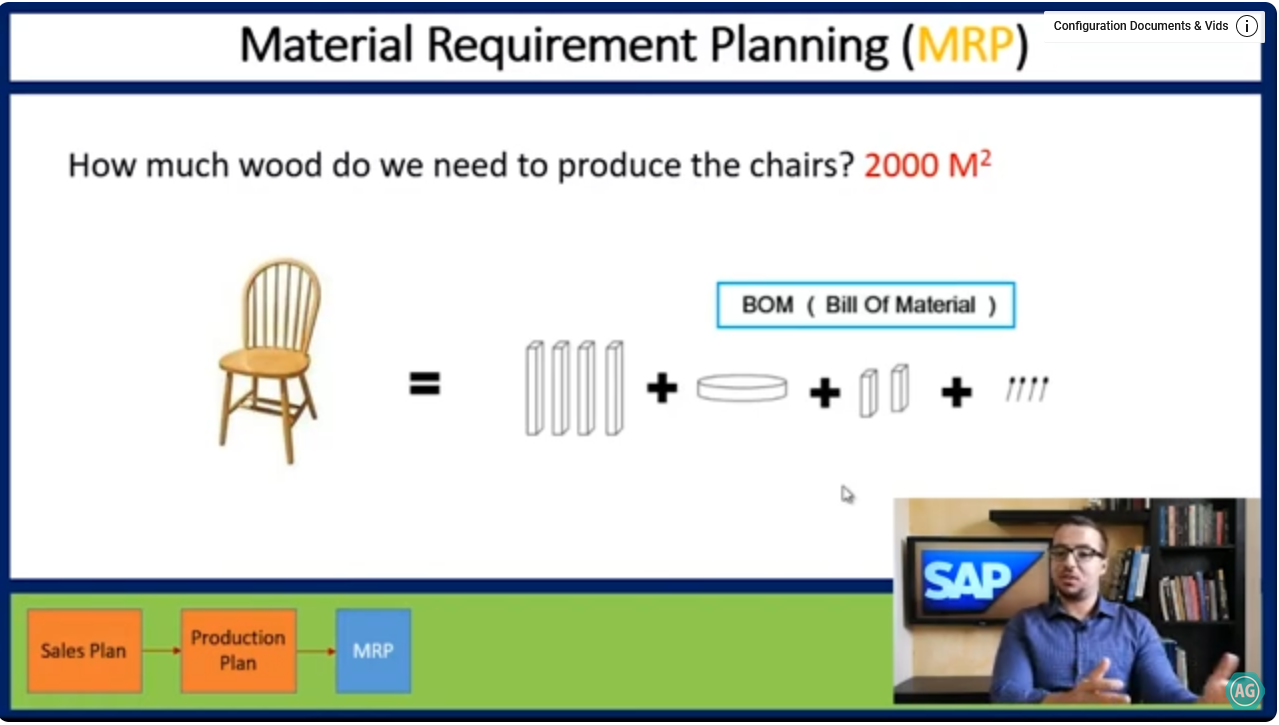 Material Requirement Planning (MRP)
Configuration Documents & Vids
How much wood do we need to produce the chairs? 2000 M²
BOM ( Bill Of Material )
SAP
Sales Plan
Production
Plan
MRP
AG